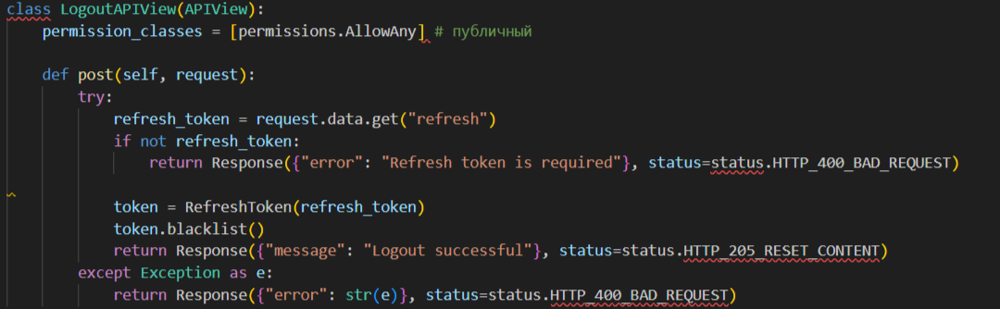 class LogoutAPIView(APIView):
    permission_classes = [permissions.AllowAny] # публичный
    def post(self, request):
        try:
            refresh_token = request.data.get("refresh")
            if not refresh_token:
                return Response({"error": "Refresh token is required"}, status=status.HTTP_400_BAD_REQUEST)
            token = RefreshToken(refresh_token)
            token.blacklist()
            return Response({"message": "Logout successful"}, status=status.HTTP_205_RESET_CONTENT)
        except Exception as e:
            return Response({"error": str(e)}, status=status.HTTP_400_BAD_REQUEST)